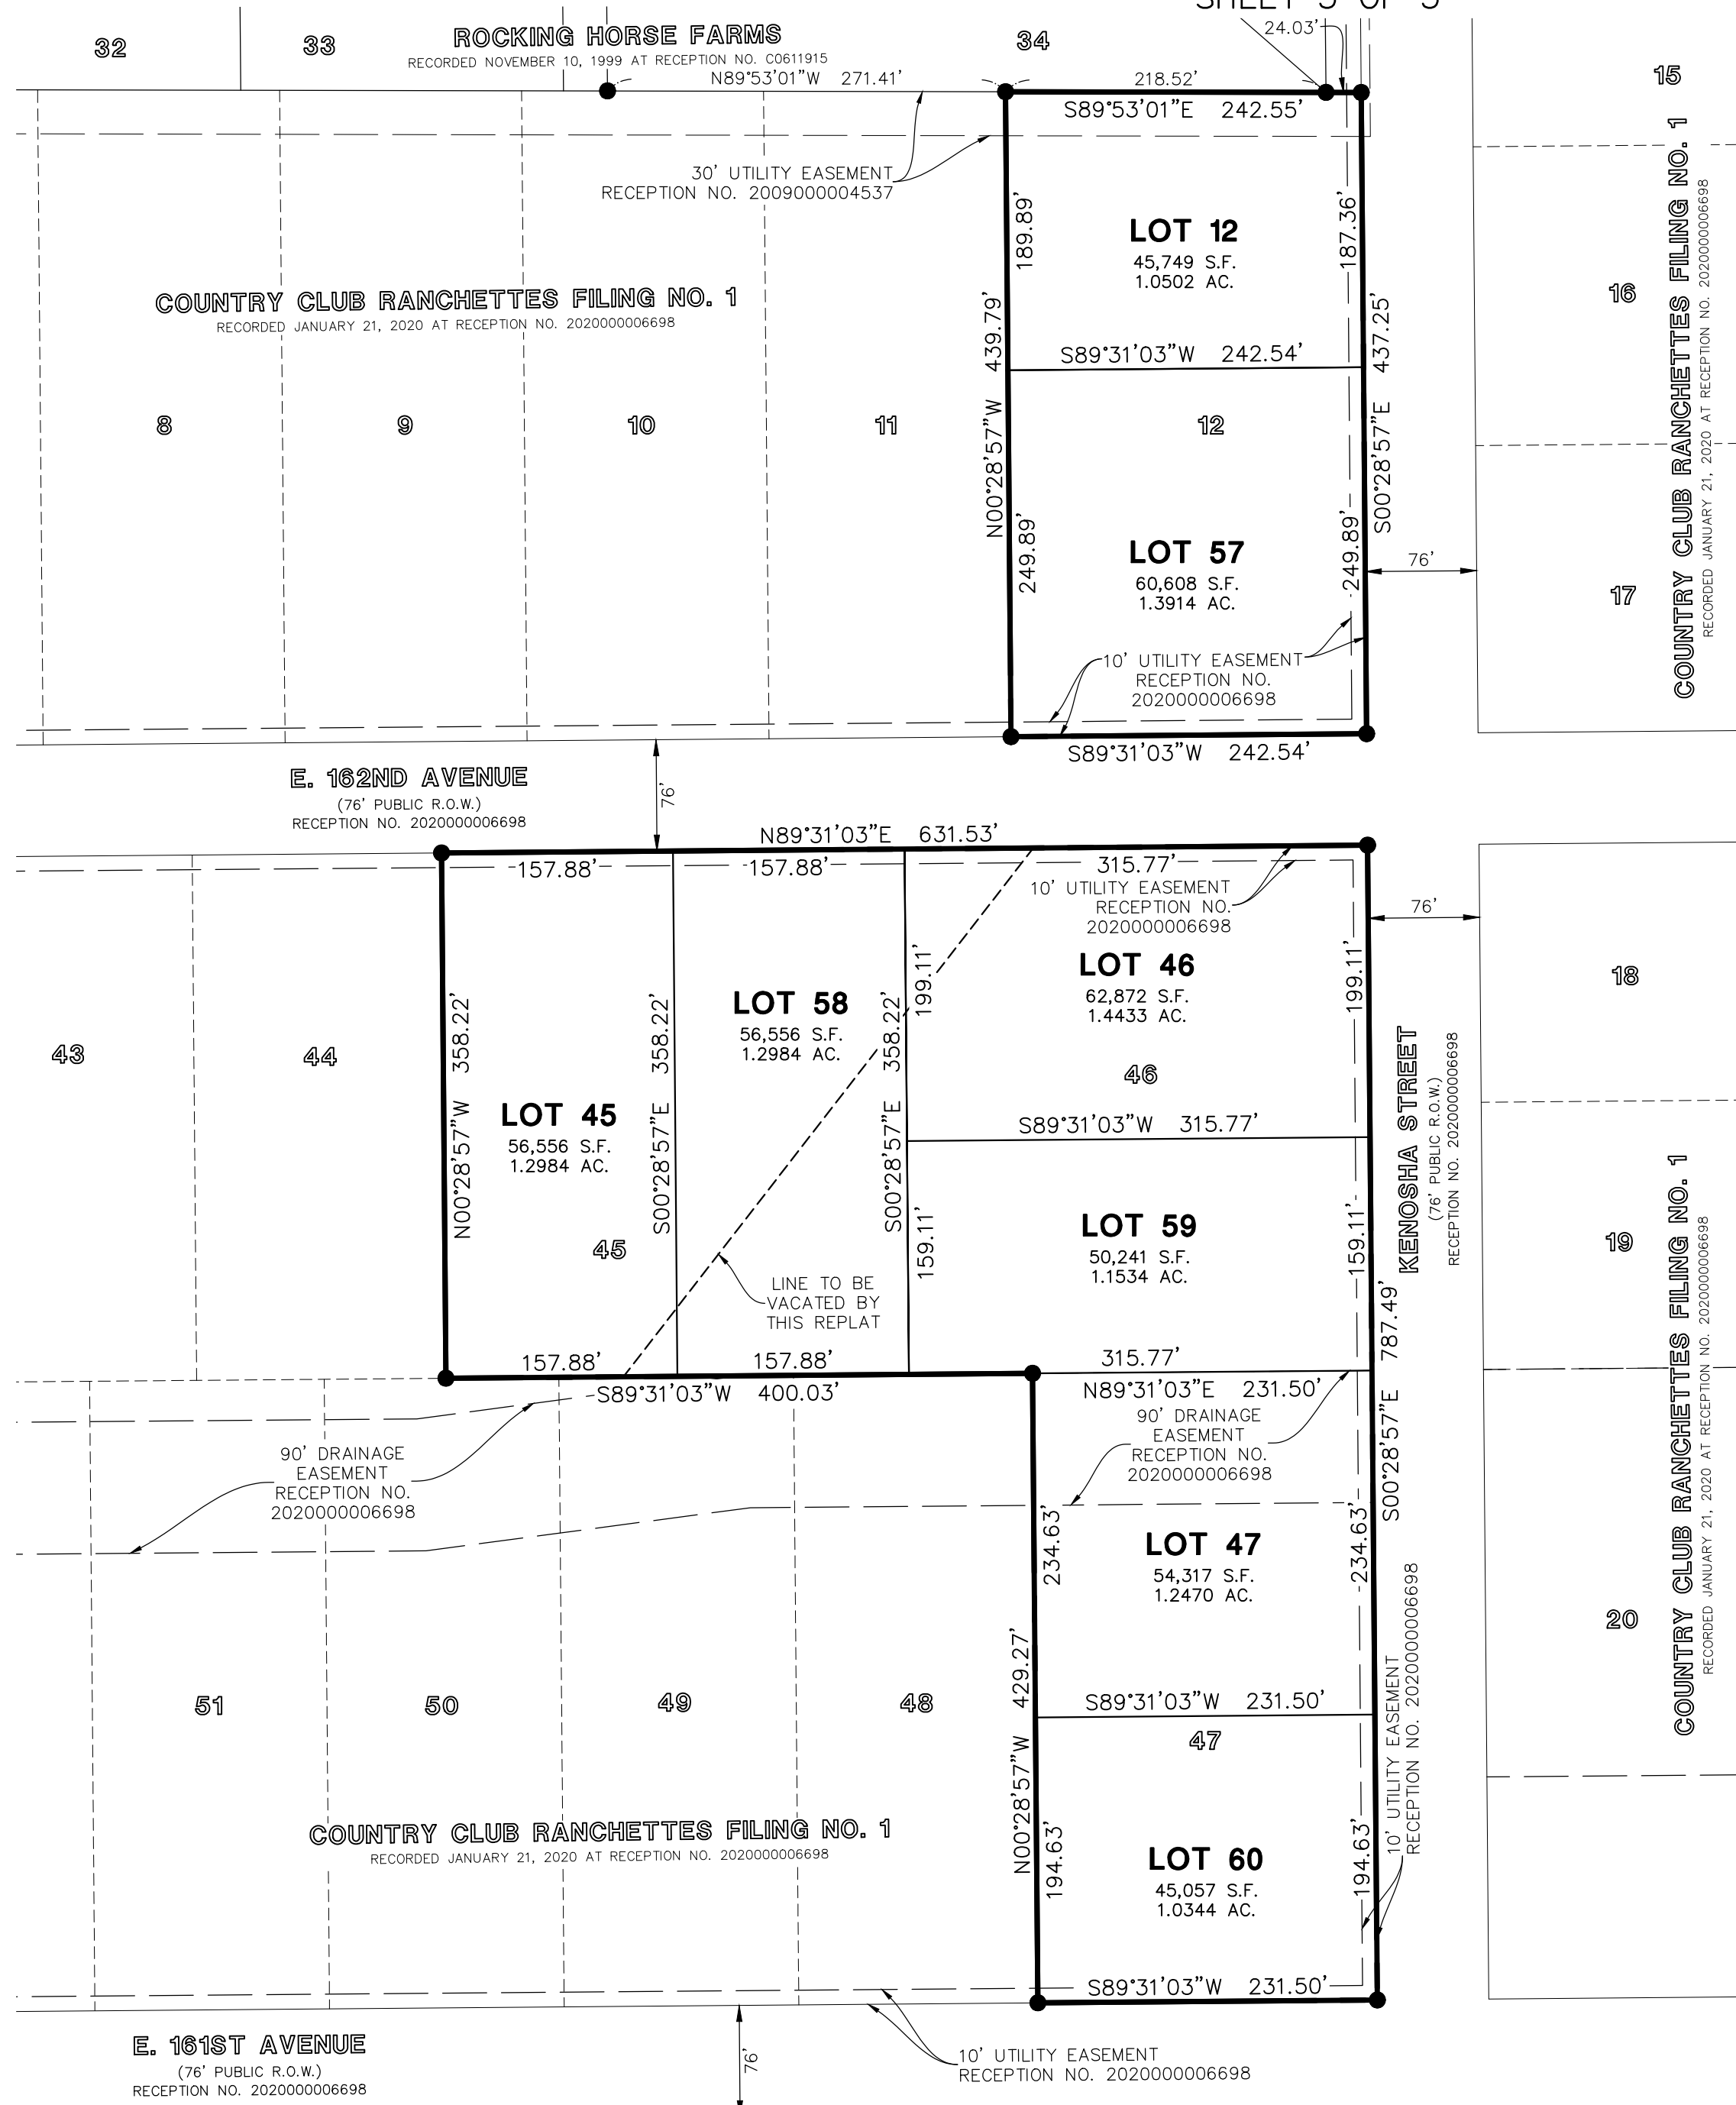 SHEET 3 OF 3
24.03'
32
33
ROCKING HORSE FARMS
RECORDED NOVEMBER 10, 1999 AT RECEPTION NO. C0611915
34
N89°53'01"W 271.41'
218.52'
S89°53'01"E 242.55'
15
30' UTILITY EASEMENT
RECEPTION NO. 2009000004537
189.89'
LOT 12
45,749 S.F.
1.0502 AC.
187.36'
COUNTRY CLUB RANCHETTES FILING NO. 1
RECORDED JANUARY 21, 2020 AT RECEPTION NO. 2020000006698
N00°28'57"W 439.79'
S00°28'57"E 437.25'
16
COUNTRY CLUB RANCHETTES FILING NO. 1
RECORDED JANUARY 21, 2020 AT RECEPTION NO. 2020000006698
S89°31'03"W 242.54'
8
9
10
11
12
249.89'
LOT 57
60,608 S.F.
1.3914 AC.
249.89'
76'
17
10' UTILITY EASEMENT
RECEPTION NO.
2020000006698
S89°31'03"W 242.54'
E. 162ND AVENUE
(76' PUBLIC R.O.W.)
RECEPTION NO. 2020000006698
76'
N89°31'03"E 631.53'
157.88'
157.88'
315.77'
10' UTILITY EASEMENT
RECEPTION NO.
2020000006698
76'
199.11'
LOT 46
62,872 S.F.
1.4433 AC.
199.11'
18
43
44
N00°28'57"W 358.22'
S00°28'57"E 358.22'
LOT 58
56,556 S.F.
1.2984 AC.
S00°28'57"E 358.22'
46
KENOSHA STREET
(76' PUBLIC R.O.W.)
RECEPTION NO. 2020000006698
LOT 45
56,556 S.F.
1.2984 AC.
S89°31'03"W 315.77'
45
159.11'
LOT 59
50,241 S.F.
1.1534 AC.
159.11'
19
COUNTRY CLUB RANCHETTES FILING NO. 1
RECORDED JANUARY 21, 2020 AT RECEPTION NO. 2020000006698
LINE TO BE
VACATED BY
THIS REPLAT
S00°28'57"E 787.49'
157.88'
157.88'
315.77'
S89°31'03"W 400.03'
N89°31'03"E 231.50'
90' DRAINAGE
EASEMENT
RECEPTION NO.
2020000006698
90' DRAINAGE
EASEMENT
RECEPTION NO.
2020000006698
234.63'
LOT 47
54,317 S.F.
1.2470 AC.
234.63'
20
10' UTILITY EASEMENT
RECEPTION NO. 2020000006698
51
50
49
48
N00°28'57"W 429.27'
S89°31'03"W 231.50'
47
COUNTRY CLUB RANCHETTES FILING NO. 1
RECORDED JANUARY 21, 2020 AT RECEPTION NO. 2020000006698
194.63'
LOT 60
45,057 S.F.
1.0344 AC.
194.63'
S89°31'03"W 231.50'
E. 161ST AVENUE
(76' PUBLIC R.O.W.)
RECEPTION NO. 2020000006698
76'
10' UTILITY EASEMENT
RECEPTION NO. 2020000006698